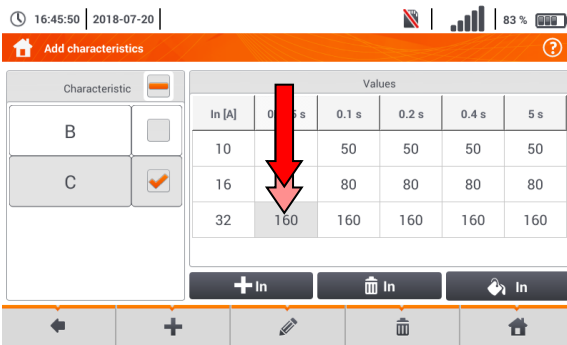 16:45:50 2018-07-20 83 %
Add characteristics ?
Characteristic Values
In [A] 0.1 s 0.2 s 0.4 s 5 s
B
10 50 50 50 50
C
16 80 80 80 80
32 160 160 160 160 160
In In In